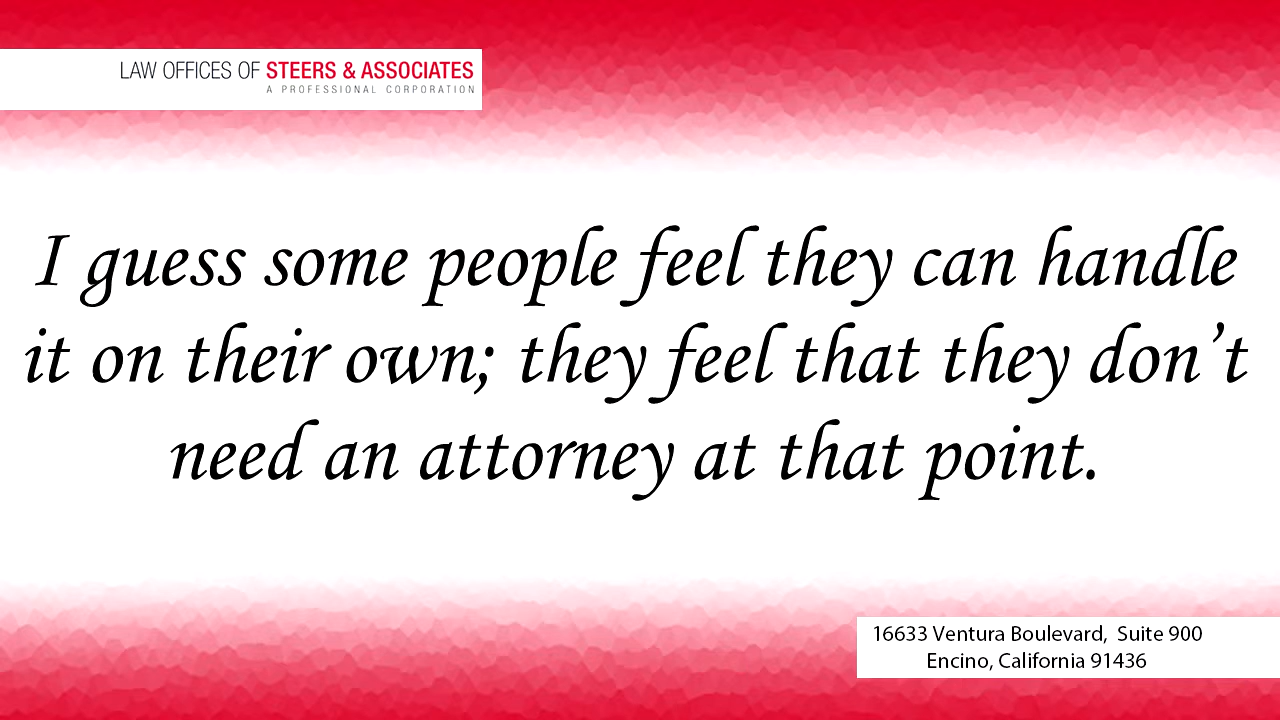 LAW OFFICES OF STEERS & ASSOCIATES
A PROFESSIONAL CORPORATION
I guess some people feel they can handle
it on their own; they feel that they don’t
need an attorney at that point.
16633 Ventura Boulevard, Suite 900
Encino, California 91436